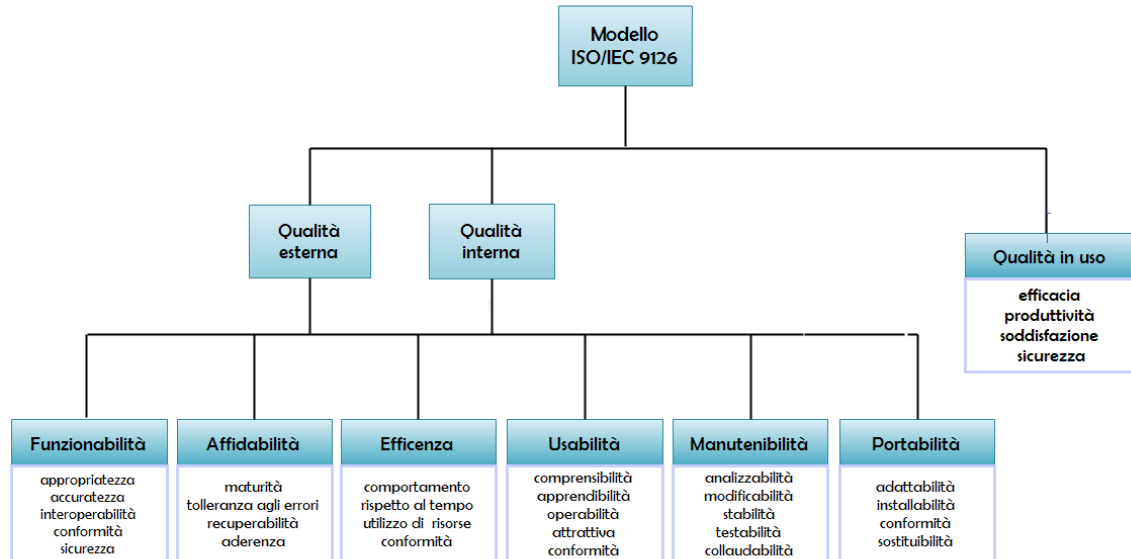 Modello
ISO/IEC 9126
Qualità
esterna
Qualità
interna
Qualità in uso
efficacia
produttività
soddisfazione
sicurezza
Funzionabilità
appropriatezza
accuratezza
interoperabilità
conformità
sicurezza
Affidabilità
maturità
tolleranza agli errori
recuperabilità
aderenza
Efficenza
comportamento
rispetto al tempo
utilizzo di risorse
conformità
Usabilità
comprensibilità
apprendibilità
operabilità
attrattiva
conformità
Manutenibilità
analizzabilità
modificabilità
stabilità
testabilità
collaudabilità
Portabilità
adattabilità
installabilità
conformità
sostituibilità